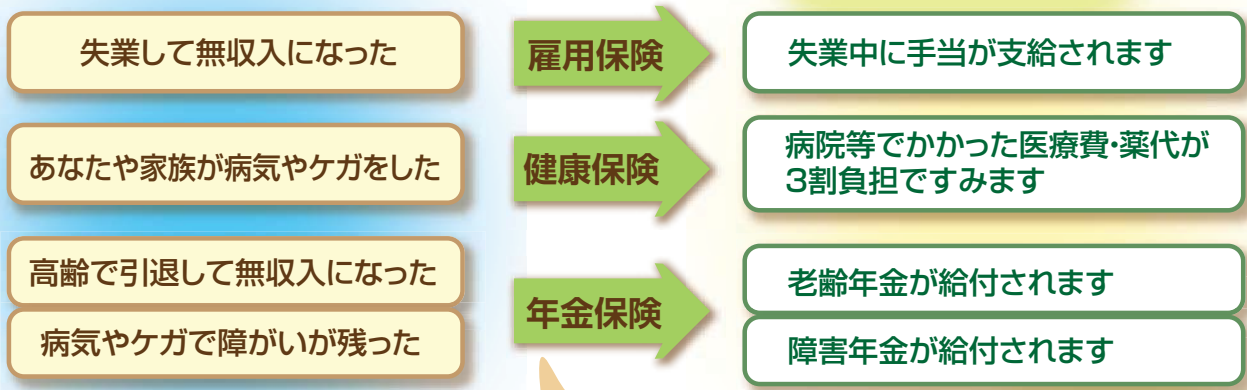 失業して無収入になった
雇用保険
失業中に手当が支給されます
あなたや家族が病気やケガをした
健康保険
病院等でかかった医療費・薬代が
3割負担ですみます
高齢で引退して無収入になった
病気やケガで障がいが残った
年金保険
老齢年金が給付されます
障害年金が給付されます